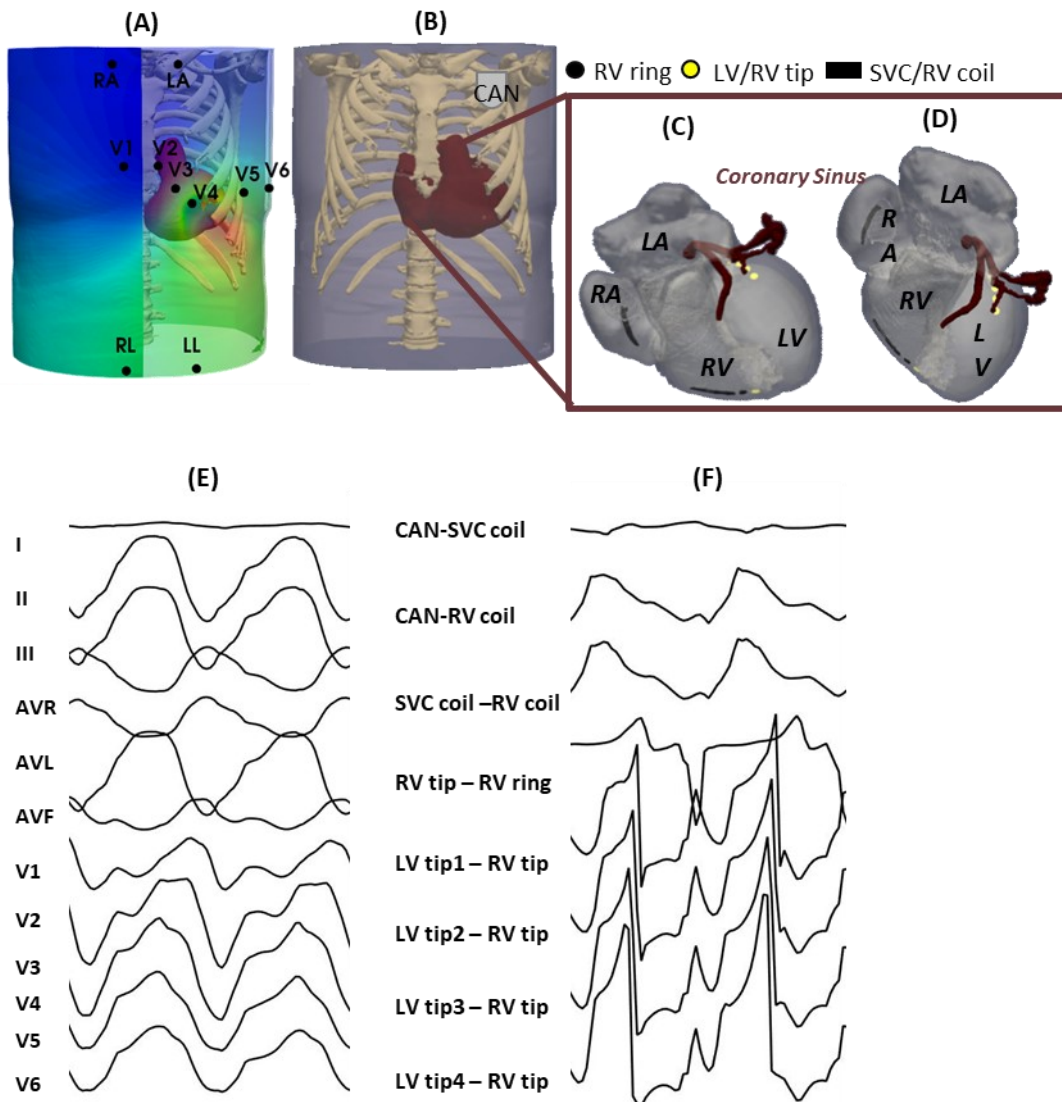 (A)
(B)
RV ring
LV/RV tip
SVC/RV coil
RA
LA
CAN
(C)
(D)
V1
V2
V3
V4
V5
V6
Coronary Sinus
LA
RA
RV
LV
LA
R
A
RV
L
V
RL
LL
(E)
(F)
I
II
III
AVR
AVL
AVF
V1
V2
V3
V4
V5
V6
CAN-SVC coil
CAN-RV coil
SVC coil –RV coil
RV tip – RV ring
LV tip1 – RV tip
LV tip2 – RV tip
LV tip3 – RV tip
LV tip4 – RV tip